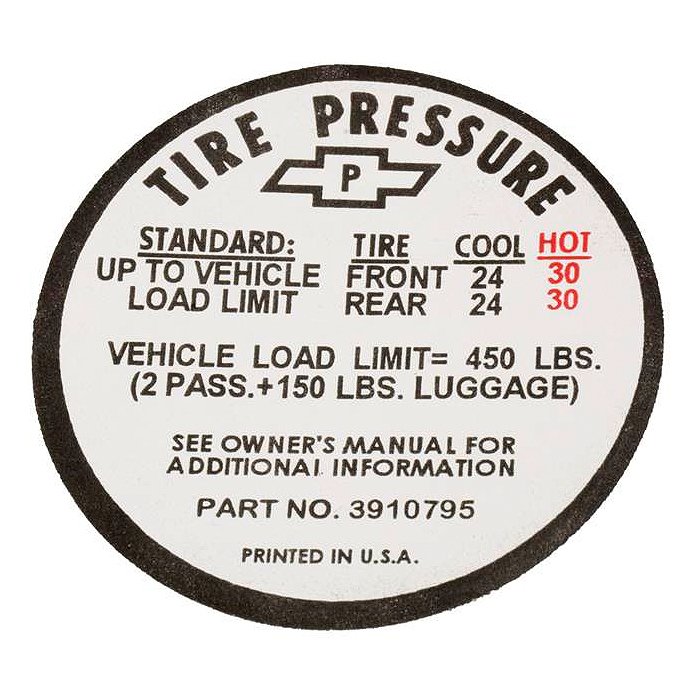 TIRE PRESSURE
P
STANDARD: TIRE COOL HOT
UP TO VEHICLE FRONT 24 30
LOAD LIMIT REAR 24 30
VEHICLE LOAD LIMIT= 450 LBS.
(2 PASS.+150 LBS. LUGGAGE)
SEE OWNER'S MANUAL FOR
ADDITIONAL INFORMATION
PART NO. 3910795
PRINTED IN U.S.A.